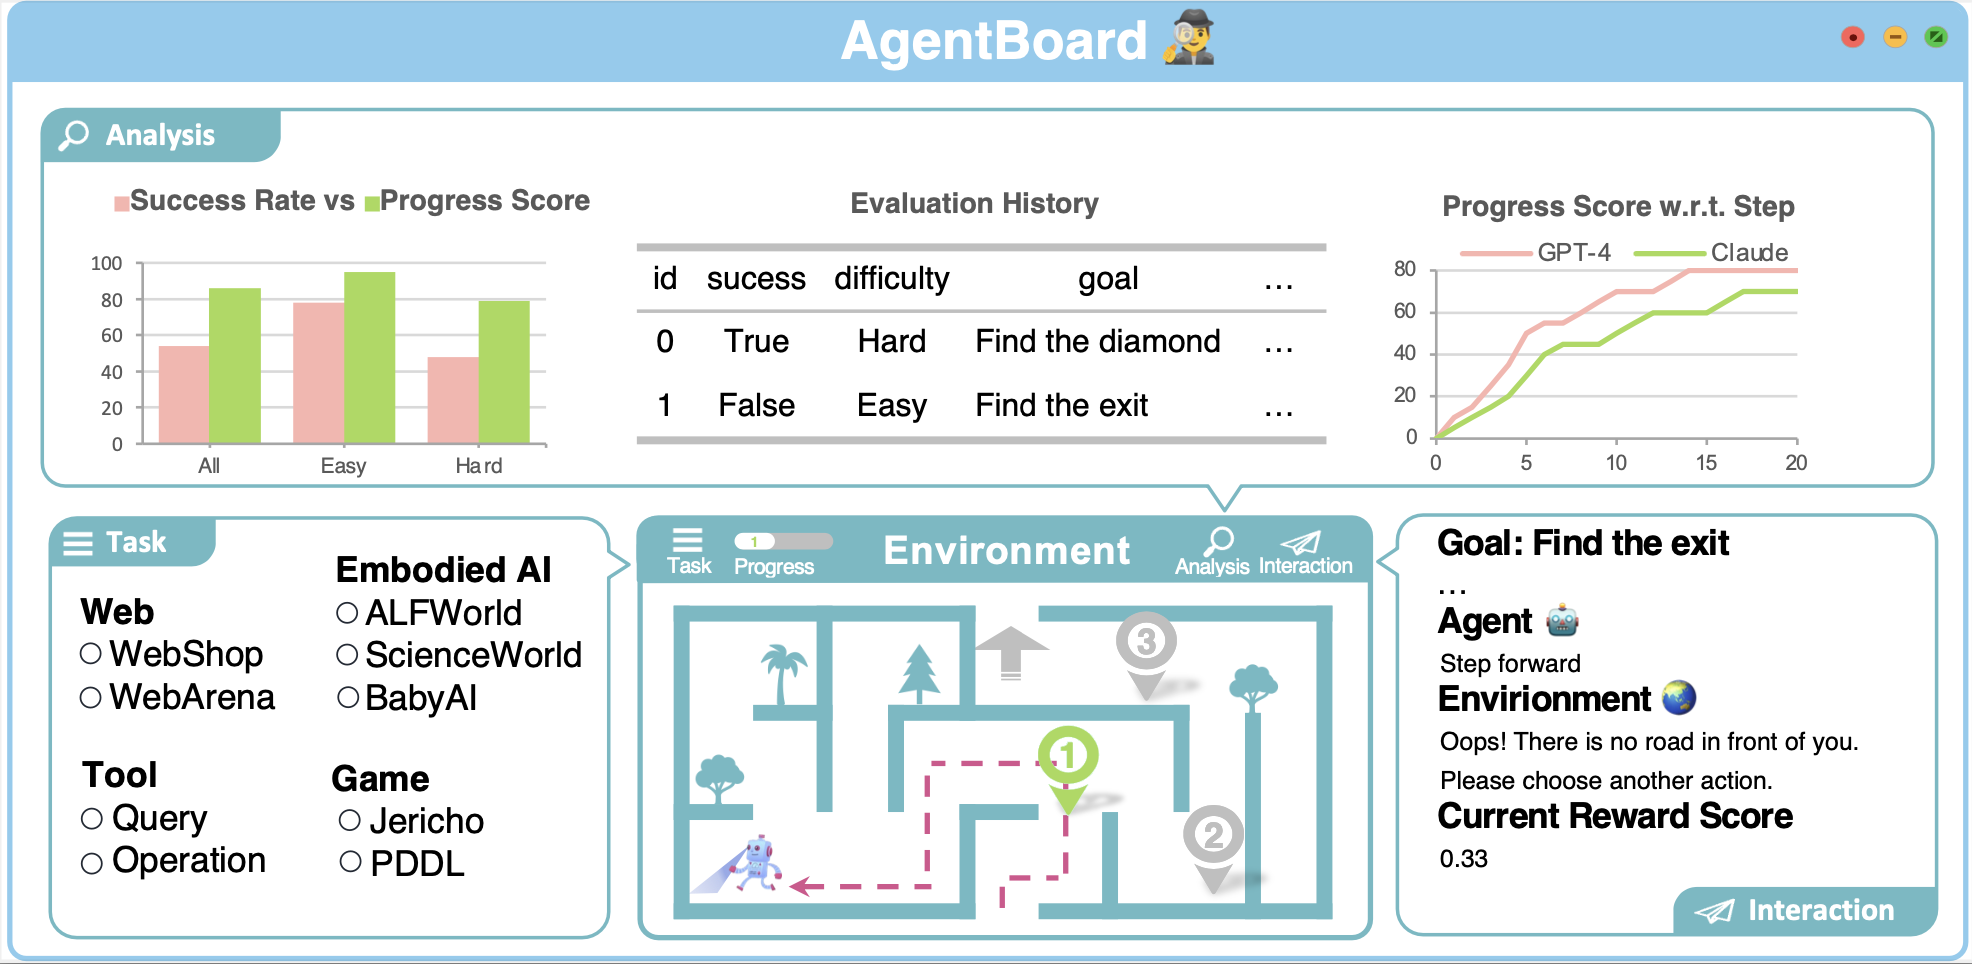 AgentBoard
Analysis
Success Rate vs Progress Score
100
80
60
40
20
0
All Easy Hard
Evaluation History
id sucess difficulty goal ...
0 True Hard Find the diamond ...
1 False Easy Find the exit ...
Progress Score w.r.t. Step
GPT-4 Claude
80
60
40
20
0
0 5 10 15 20
Task
Web
WebShop
WebArena
Embodied AI
ALFWorld
ScienceWorld
BabyAI
Tool
Query
Operation
Game
Jericho
PDDL
Task
1
Progress
Environment
Analysis
Interaction
3
1
2
Goal: Find the exit
...
Agent
Step forward
Envirionment
Oops! There is no road in front of you.
Please choose another action.
Current Reward Score
0.33
Interaction